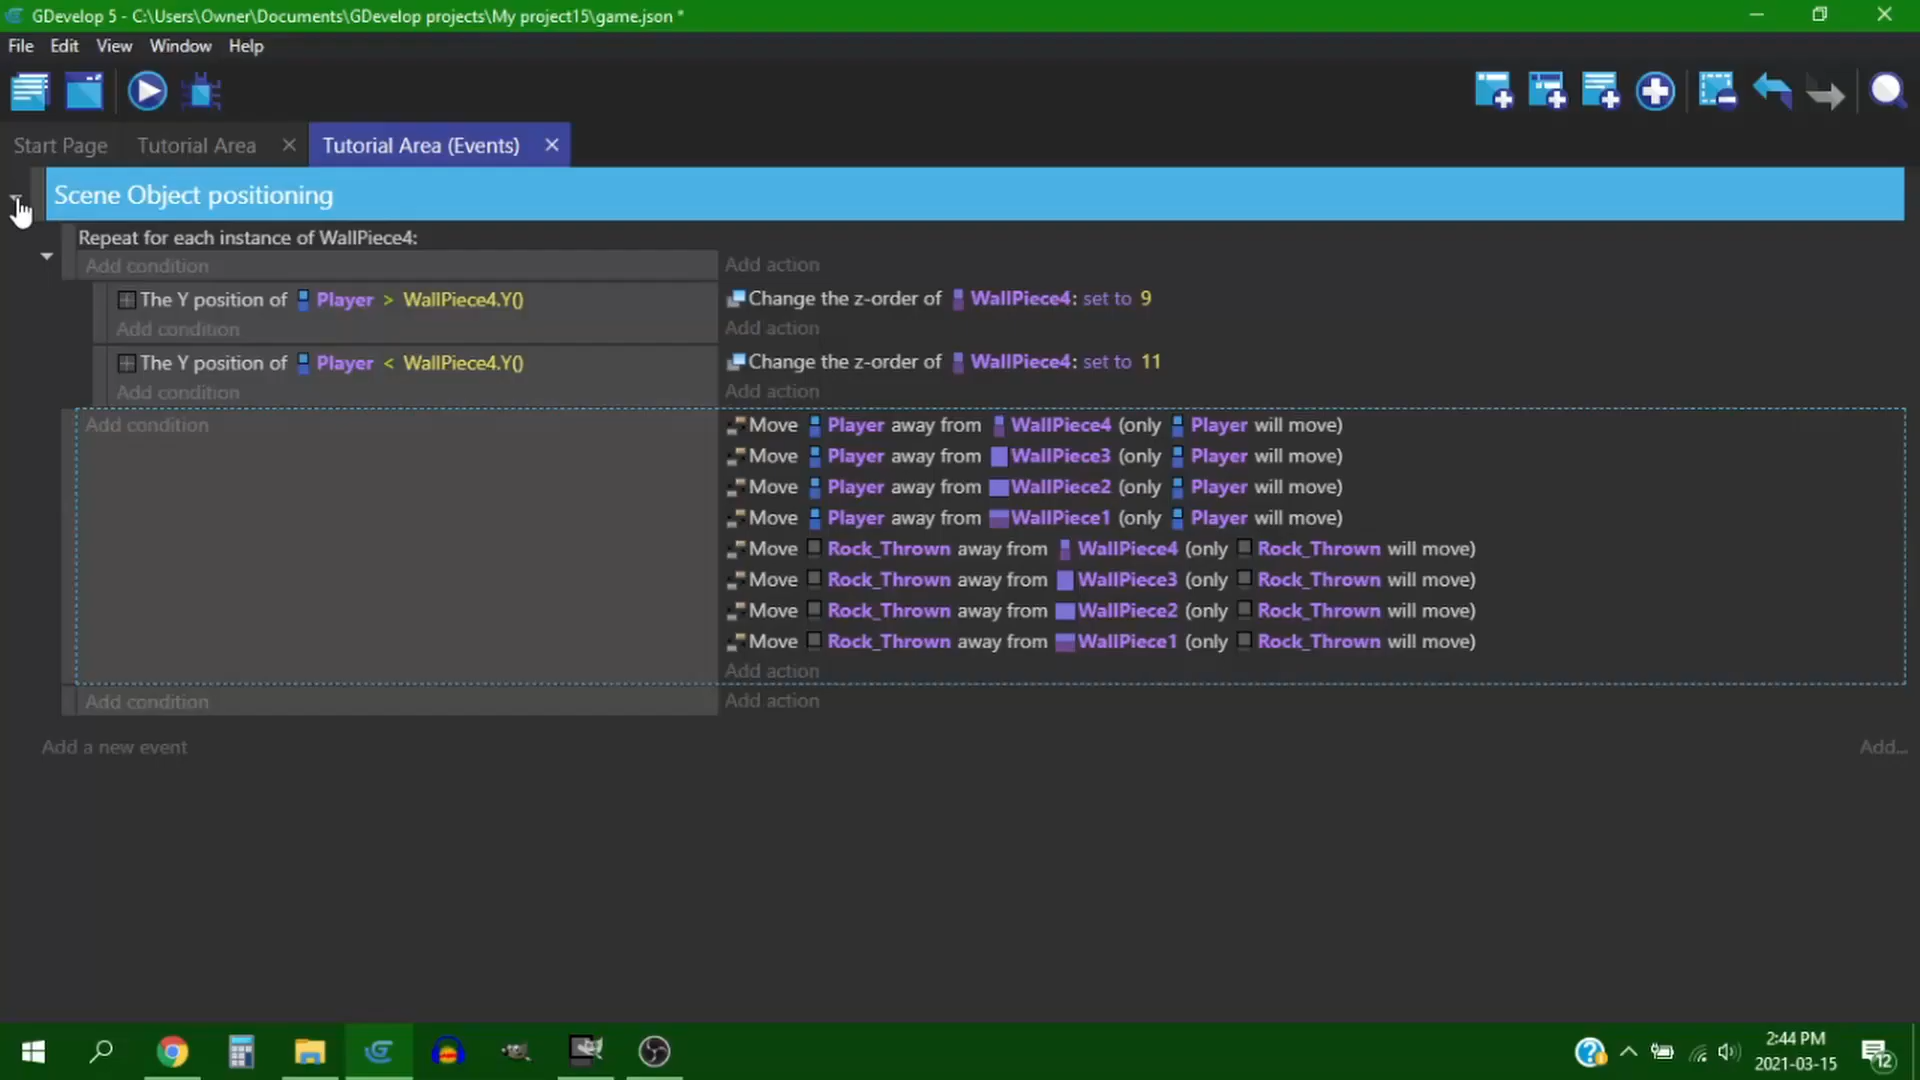 GDevelop 5 - C:\Users\Owner\Documents\GDevelop projects\My project15\game.json *
File Edit View Window Help
Start Page Tutorial Area Tutorial Area (Events)
Scene Object positioning
Repeat for each instance of WallPiece4:
Add condition Add action
The Y position of Player > WallPiece4.Y() Change the z-order of WallPiece4: set to 9
Add condition Add action
The Y position of Player < WallPiece4.Y() Change the z-order of WallPiece4: set to 11
Add condition Add action
Add condition Move Player away from WallPiece4 (only Player will move)
Move Player away from WallPiece3 (only Player will move)
Move Player away from WallPiece2 (only Player will move)
Move Player away from WallPiece1 (only Player will move)
Move Rock_Thrown away from WallPiece4 (only Rock_Thrown will move)
Move Rock_Thrown away from WallPiece3 (only Rock_Thrown will move)
Move Rock_Thrown away from WallPiece2 (only Rock_Thrown will move)
Move Rock_Thrown away from WallPiece1 (only Rock_Thrown will move)
Add action
Add condition Add action
Add a new event Add...
2:44 PM
2021-03-15
12